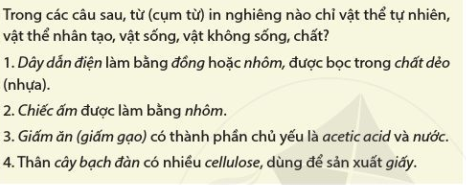 Trong các câu sau, từ (cụm từ) in nghiêng nào chỉ vật thể tự nhiên,
vật thể nhân tạo, vật sống, vật không sống, chất?
1. Dây dẫn điện làm bằng đồng hoặc nhôm, được bọc trong chất dẻo
(nhựa).
2. Chiếc ấm được làm bằng nhôm.
3. Giấm ăn (giấm gạo) có thành phần chủ yếu là acetic acid và nước.
4. Thân cây bạch đàn có nhiều cellulose, dùng để sản xuất giấy.